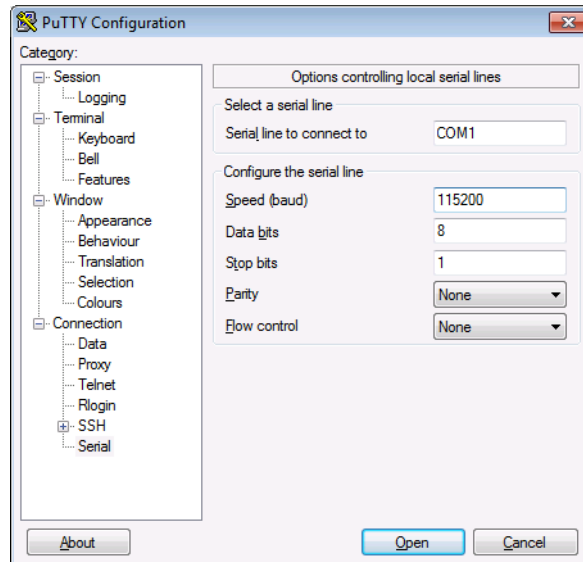 PuTTY Configuration
Category:
Session
Logging
Terminal
Keyboard
Bell
Features
Window
Appearance
Behaviour
Translation
Selection
Colours
Connection
Data
Proxy
Telnet
Rlogin
SSH
Serial
Options controlling local serial lines
Select a serial line
Serial line to connect to COM1
Configure the serial line
Speed (baud) 115200
Data bits 8
Stop bits 1
Parity None
Flow control None
About
Open
Cancel